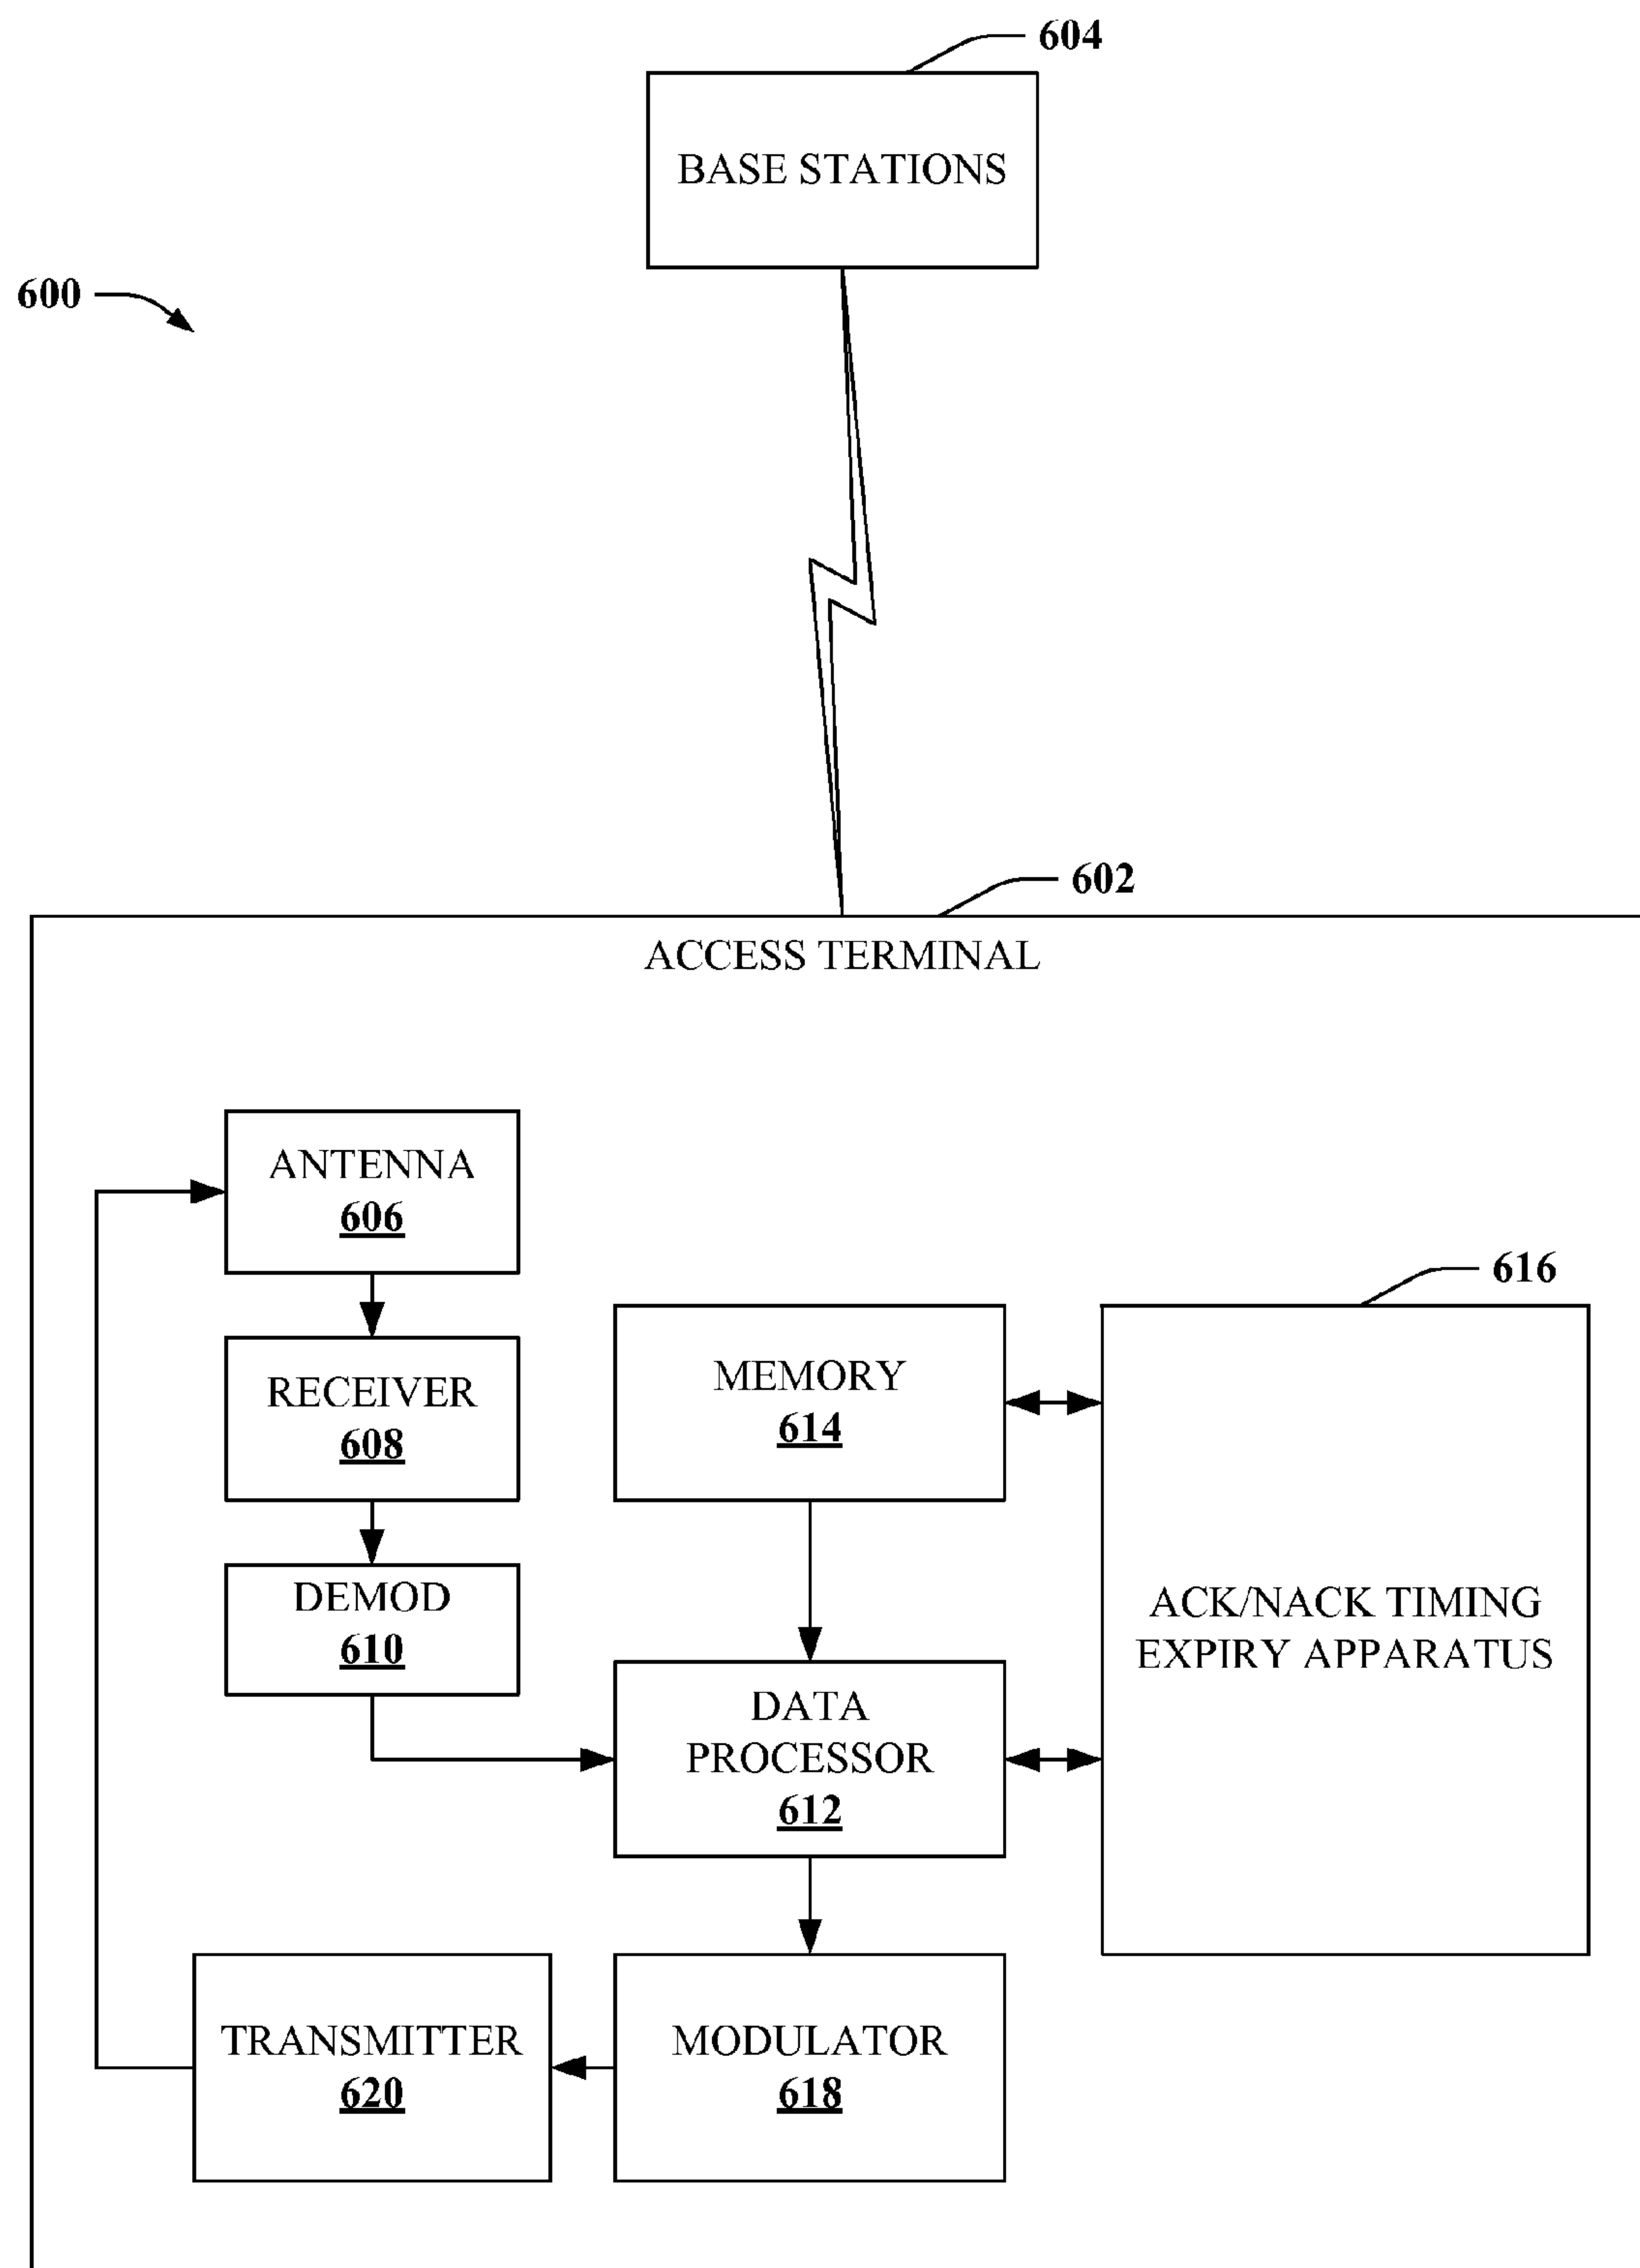 604
BASE STATIONS
600
602
ACCESS TERMINAL
ANTENNA
606
616
RECEIVER
608
MEMORY
614
DEMOD
610
ACK/NACK TIMING
EXPIRY APPARATUS
DATA
PROCESSOR
612
TRANSMITTER
620
MODULATOR
618